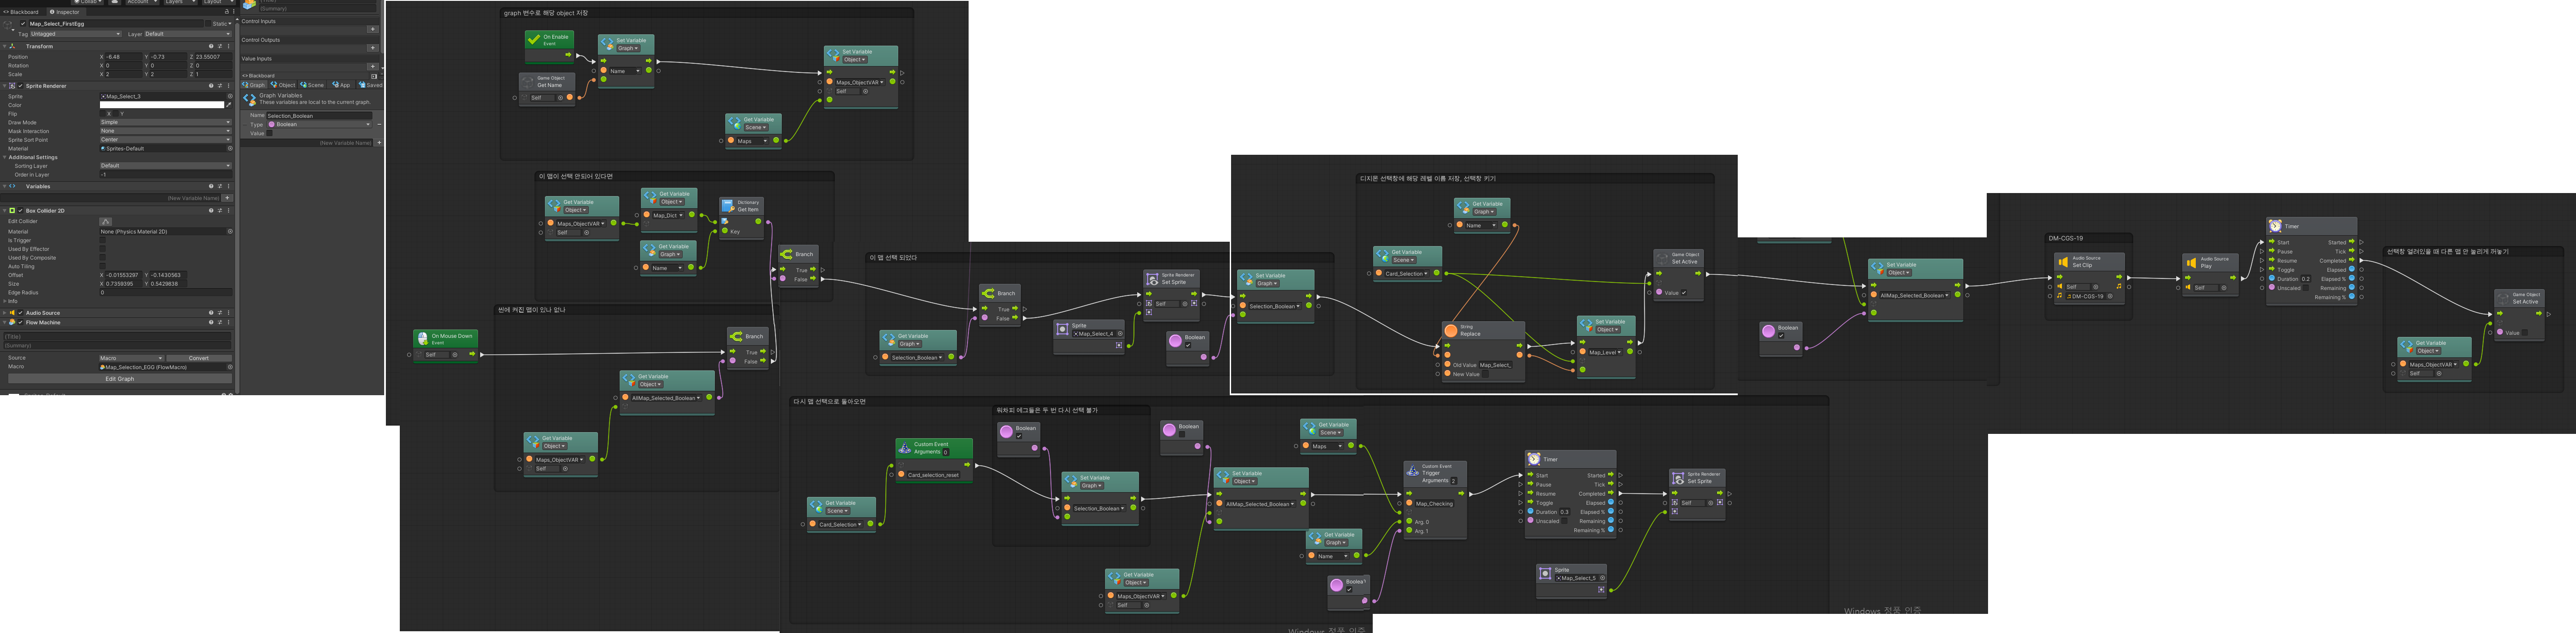 Blackboard
Inspector
Map_Select_FirstEgg
Static
Tag Untagged
Layer Default
Transform
Position X -6.48 Y -0.73 Z 23.55007
Rotation X 0 Y 0 Z 0
Scale X 2 Y 2 Z 1
Sprite Renderer
Sprite Map_Select_3
Color
Flip X Y
Draw Mode Simple
Mask Interaction None
Sprite Sort Point Center
Material Sprites-Default
Additional Settings
Sorting Layer Default
Order in Layer -1
Variables
(New Variable Name)
Box Collider 2D
Edit Collider
Material None (Physics Material 2D)
Is Trigger
Used By Effector
Used By Composite
Auto Tiling
Offset X -0.01553297 Y -0.1430563
Size X 0.7359395 Y 0.5429838
Edge Radius 0
Info
Audio Source
Flow Machine
(Title)
(Summary)
Source Macro Convert
Macro Map_Selection_EGG (FlowMacro)
Edit Graph
(Summary)
Control Inputs
Control Outputs
Value Inputs
Blackboard
Graph Object Scene App Saved
Graph Variables
These variables are local to the current graph.
Name Selection_Boolean
Type Boolean
Value
(New Variable Name)
graph 변수로 해당 object 저장
On Enable
Event
Game Object
Get Name
Self
Set Variable
Graph
Name
Get Variable
Scene
Maps
Set Variable
Object
Maps_ObjectVAR
Self
이 맵이 선택 안되어 있다면
Get Variable
Object
Maps_ObjectVAR
Self
Get Variable
Object
Map_Dict
Get Variable
Graph
Name
Dictionary
Get Item
Key
Branch
True
False
씬에 켜진 맵이 있나 없나
On Mouse Down
Event
Self
Get Variable
Object
Maps_ObjectVAR
Self
Get Variable
Object
AllMap_Selected_Boolean
Branch
True
False
이 맵 선택 되었다
Get Variable
Graph
Selection_Boolean
Branch
True
False
Sprite
Map_Select_4
Sprite Renderer
Set Sprite
Self
Boolean
Set Variable
Graph
Selection_Boolean
디지몬 선택창에 해당 레벨 이름 저장, 선택창 키기
Get Variable
Scene
Card_Selection
Get Variable
Graph
Name
String
Replace
Old Value Map_Select_
New Value
Set Variable
Object
Map_Level
Game Object
Set Active
Value
Boolean
Set Variable
Object
AllMap_Selected_Boolean
DM-CGS-19
Audio Source
Set Clip
Self
DM-CGS-19
Audio Source
Play
Self
Timer
Start Started
Pause Tick
Resume Completed
Toggle Elapsed
Duration 0.2 Elapsed %
Unscaled Remaining
Remaining %
선택창 열려있을 때 다른 맵 안 눌리게 꺼놓기
Get Variable
Object
Maps_ObjectVAR
Self
Game Object
Set Active
Value
다시 맵 선택으로 돌아오면
Get Variable
Scene
Card_Selection
Custom Event
Arguments 0
Card_selection_reset
워차피 에그들은 두 번 다시 선택 불가
Boolean
Set Variable
Graph
Selection_Boolean
Get Variable
Object
Maps_ObjectVAR
Self
Boolean
Set Variable
Object
AllMap_Selected_Boolean
Get Variable
Scene
Maps
Get Variable
Graph
Name
Boolea
Custom Event
Trigger
Arguments 2
Map_Checking
Arg. 0
Arg. 1
Timer
Start Started
Pause Tick
Resume Completed
Toggle Elapsed
Duration 0.3 Elapsed %
Unscaled Remaining
Remaining %
Sprite
Map_Select_5
Sprite Renderer
Set Sprite
Self
Windows 정품 인증
Windows 정품 인증